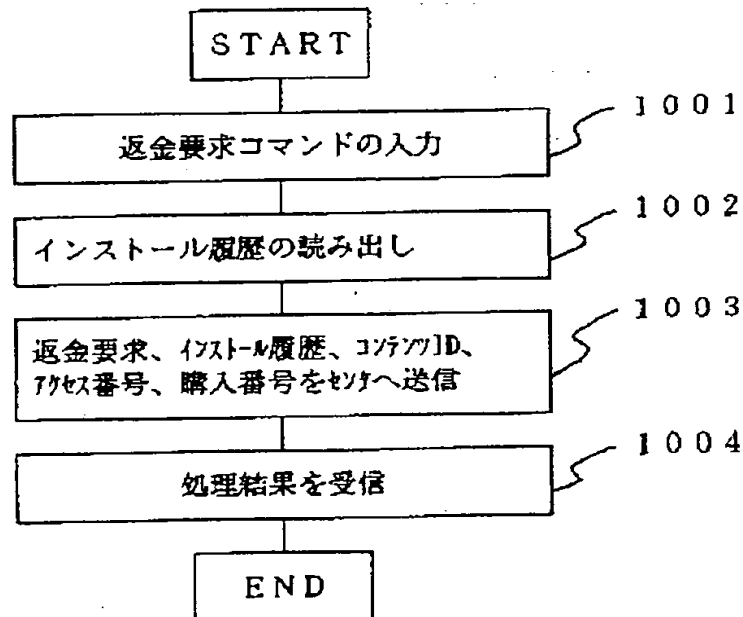 START
返金要求コマンドの入力
1001
インストール履歴の読み出し
1002
返金要求、インストール履歴、コンテンツID、
アクセス番号、購入番号をセンタへ送信
1003
処理結果を受信
1004
END